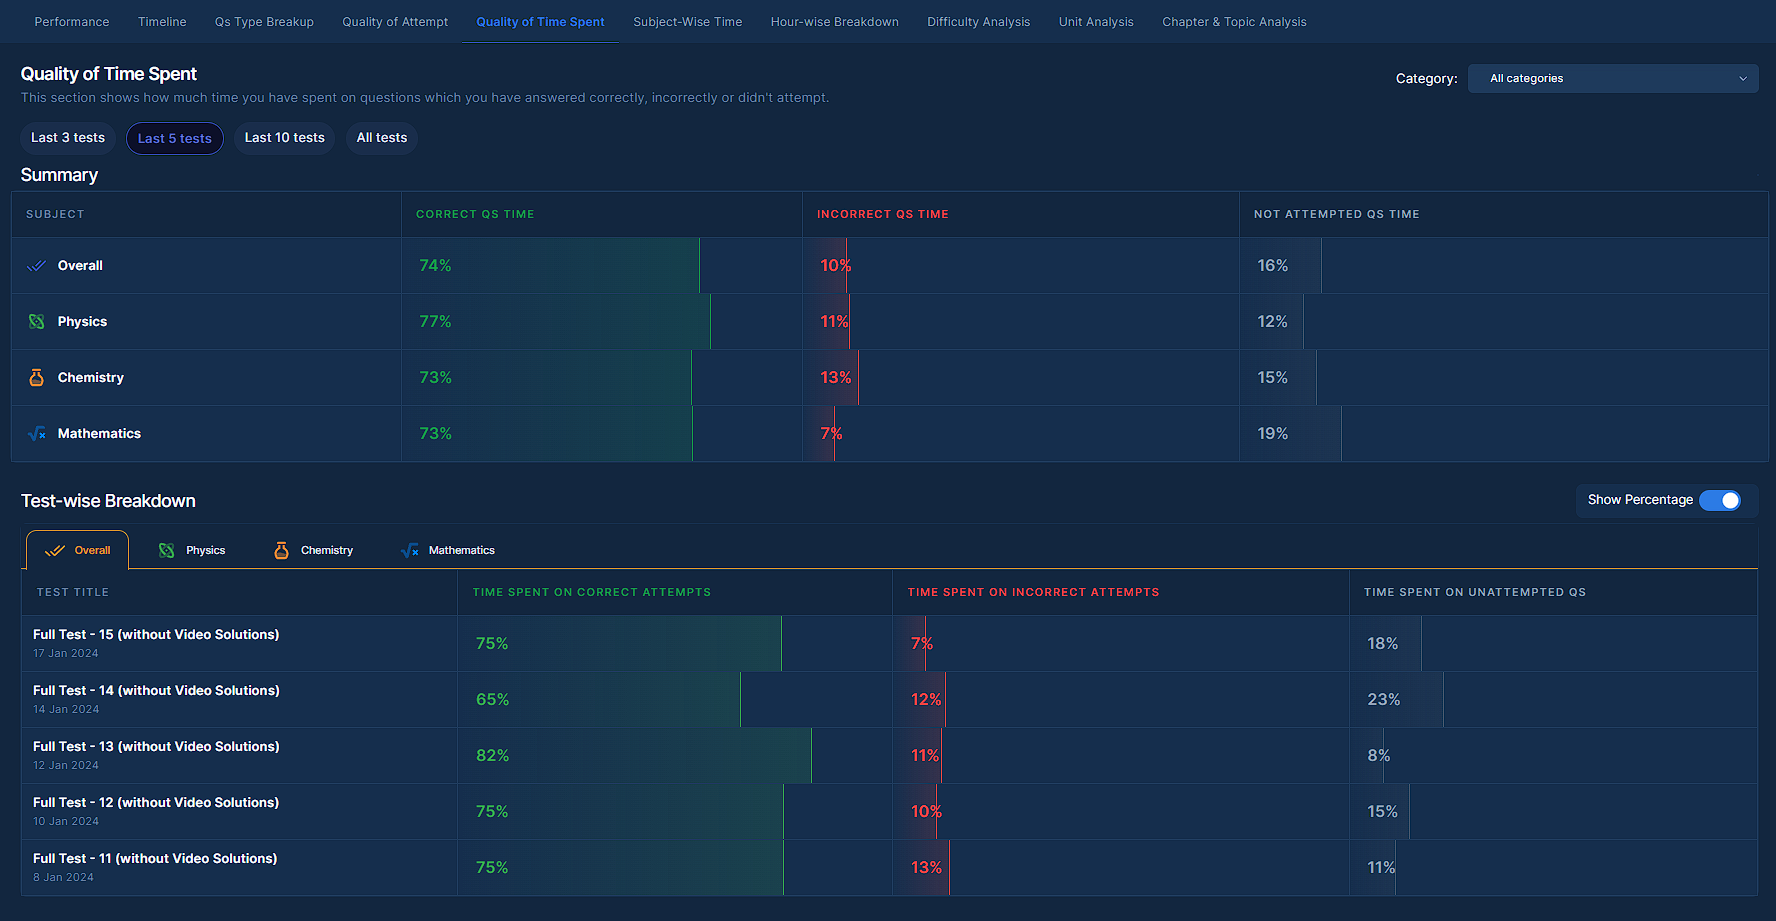 Performance Timeline Qs Type Breakup Quality of Attempt Quality of Time Spent Subject-Wise Time Hour-wise Breakdown Difficulty Analysis Unit Analysis Chapter & Topic Analysis
Quality of Time Spent
Category: All categories
This section shows how much time you have spent on questions which you have answered correctly, incorrectly or didn't attempt.
Last 3 tests Last 5 tests Last 10 tests All tests
Summary
SUBJECT CORRECT QS TIME INCORRECT QS TIME NOT ATTEMPTED QS TIME
Overall 74% 10% 16%
Physics 77% 11% 12%
Chemistry 73% 13% 15%
Mathematics 73% 7% 19%
Test-wise Breakdown Show Percentage
Overall Physics Chemistry Mathematics
TEST TITLE TIME SPENT ON CORRECT ATTEMPTS TIME SPENT ON INCORRECT ATTEMPTS TIME SPENT ON UNATTEMPTED QS
Full Test - 15 (without Video Solutions)
17 Jan 2024
75% 7% 18%
Full Test - 14 (without Video Solutions)
14 Jan 2024
65% 12% 23%
Full Test - 13 (without Video Solutions)
12 Jan 2024
82% 11% 8%
Full Test - 12 (without Video Solutions)
10 Jan 2024
75% 10% 15%
Full Test - 11 (without Video Solutions)
8 Jan 2024
75% 13% 11%